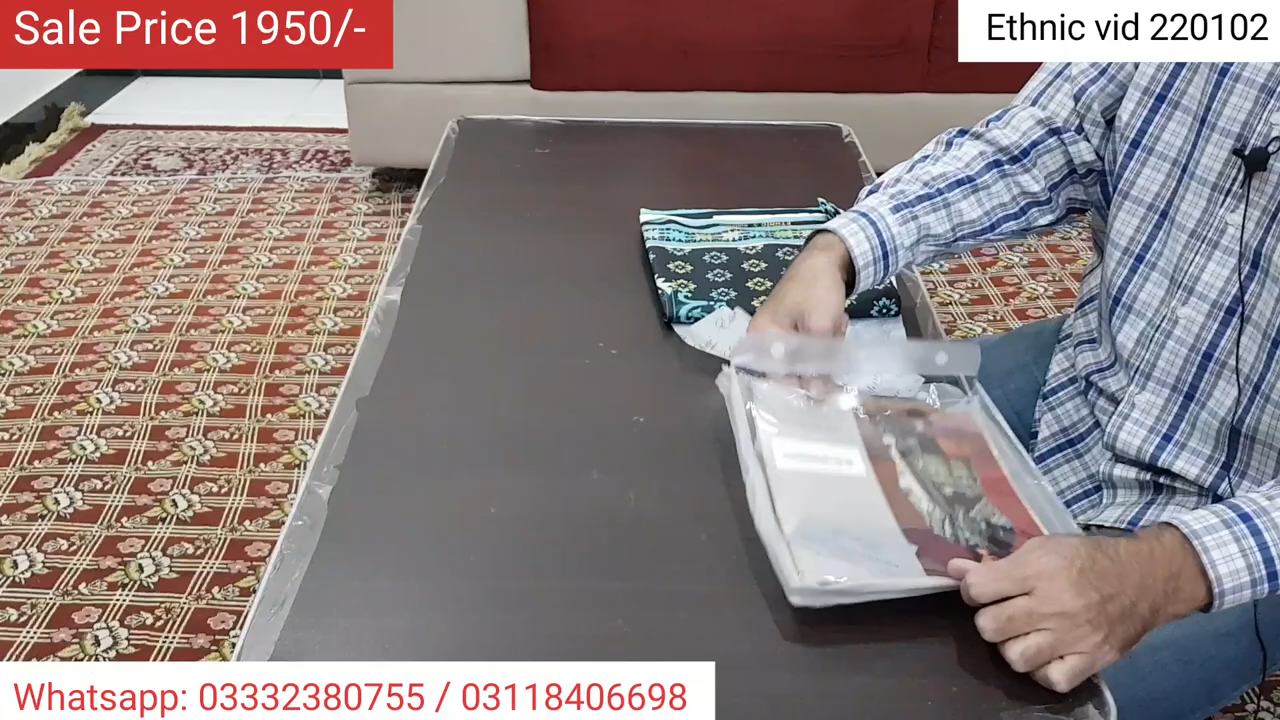 Sale Price 1950/-
Ethnic vid 220102
Whatsapp: 03332380755 / 03118406698